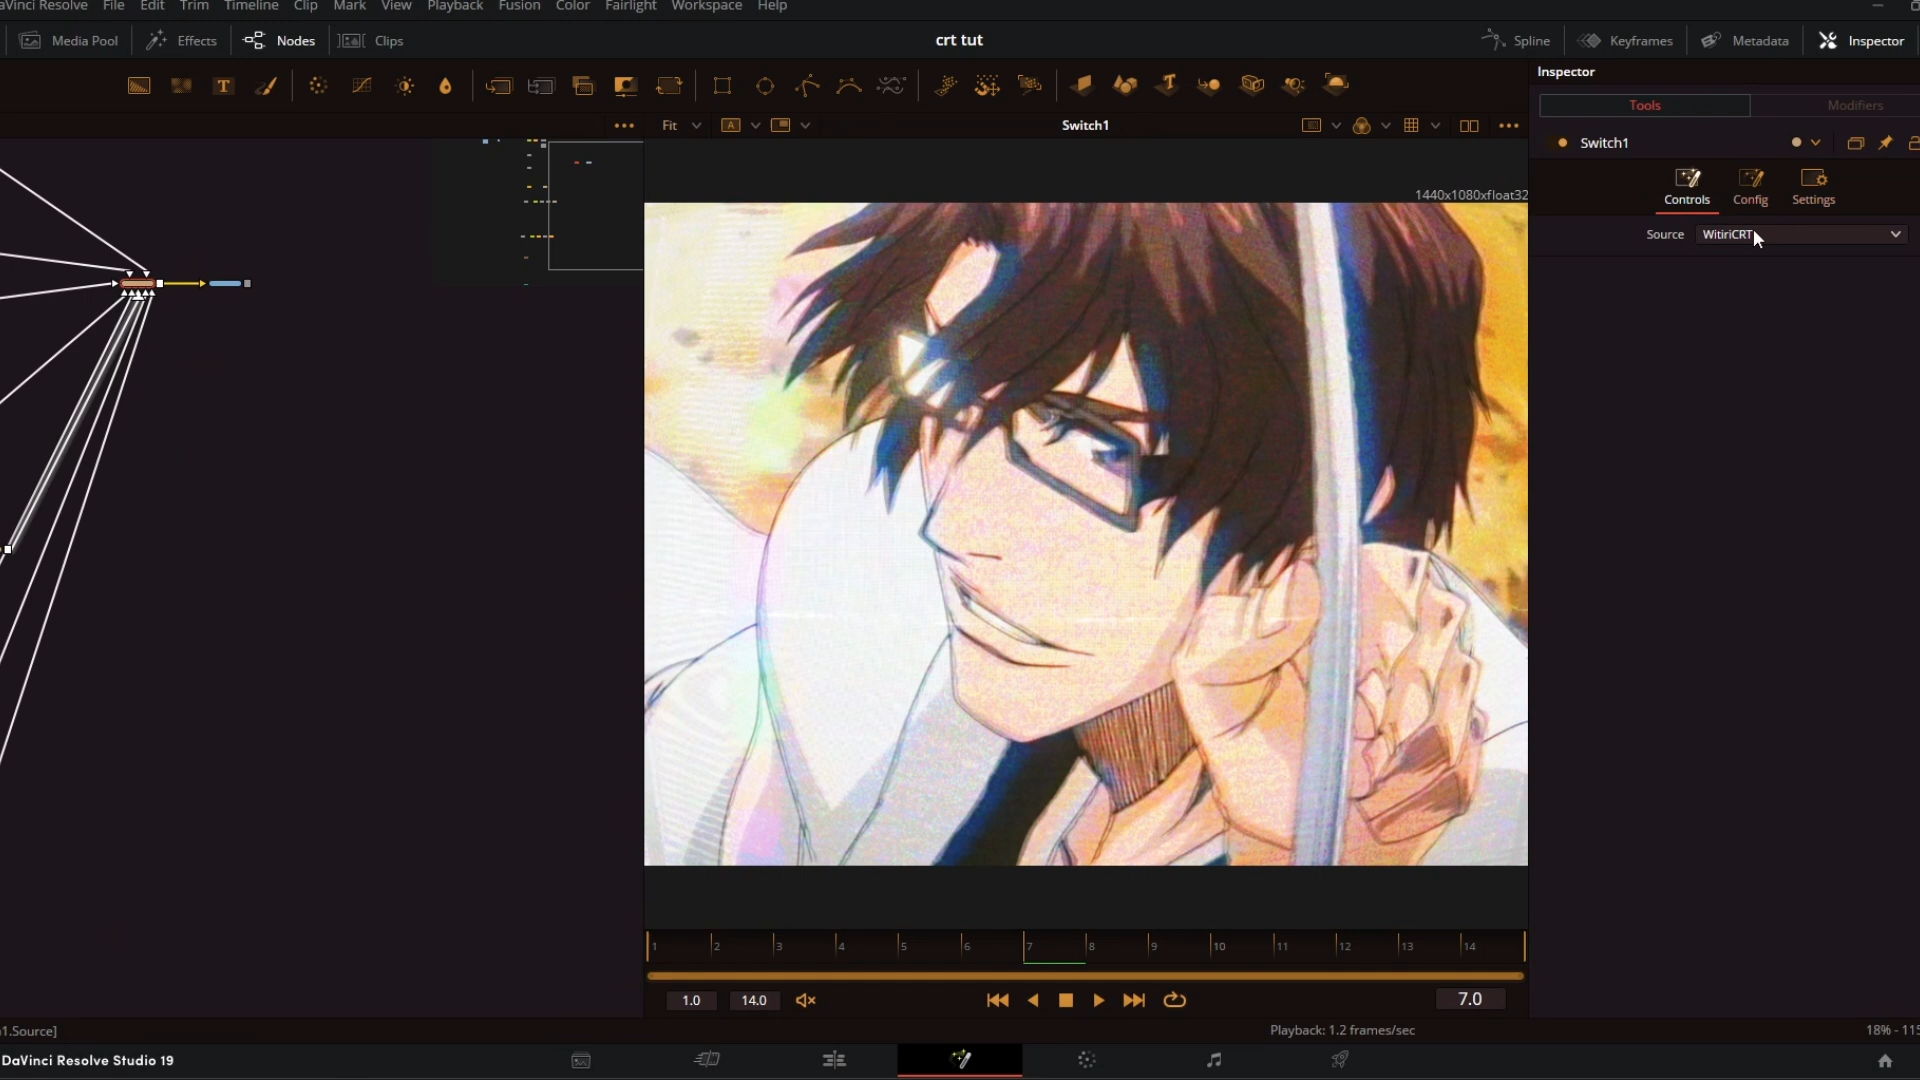 aVinci Resolve File Edit Trim Timeline Clip Mark View Playback Fusion Color Fairlight Workspace Help
Media Pool Effects Nodes Clips crt tut Spline Keyframes Metadata Inspector
T T
Inspector
Tools Modifiers
Fit A Switch1
Switch1
Controls Config Settings
1440x1080xfloat32
Source WitiriCRT
1 2 3 4 5 6 7 8 9 10 11 12 13 14
1.0 14.0 7.0
1.Source] Playback: 1.2 frames/sec 18% - 115
DaVinci Resolve Studio 19